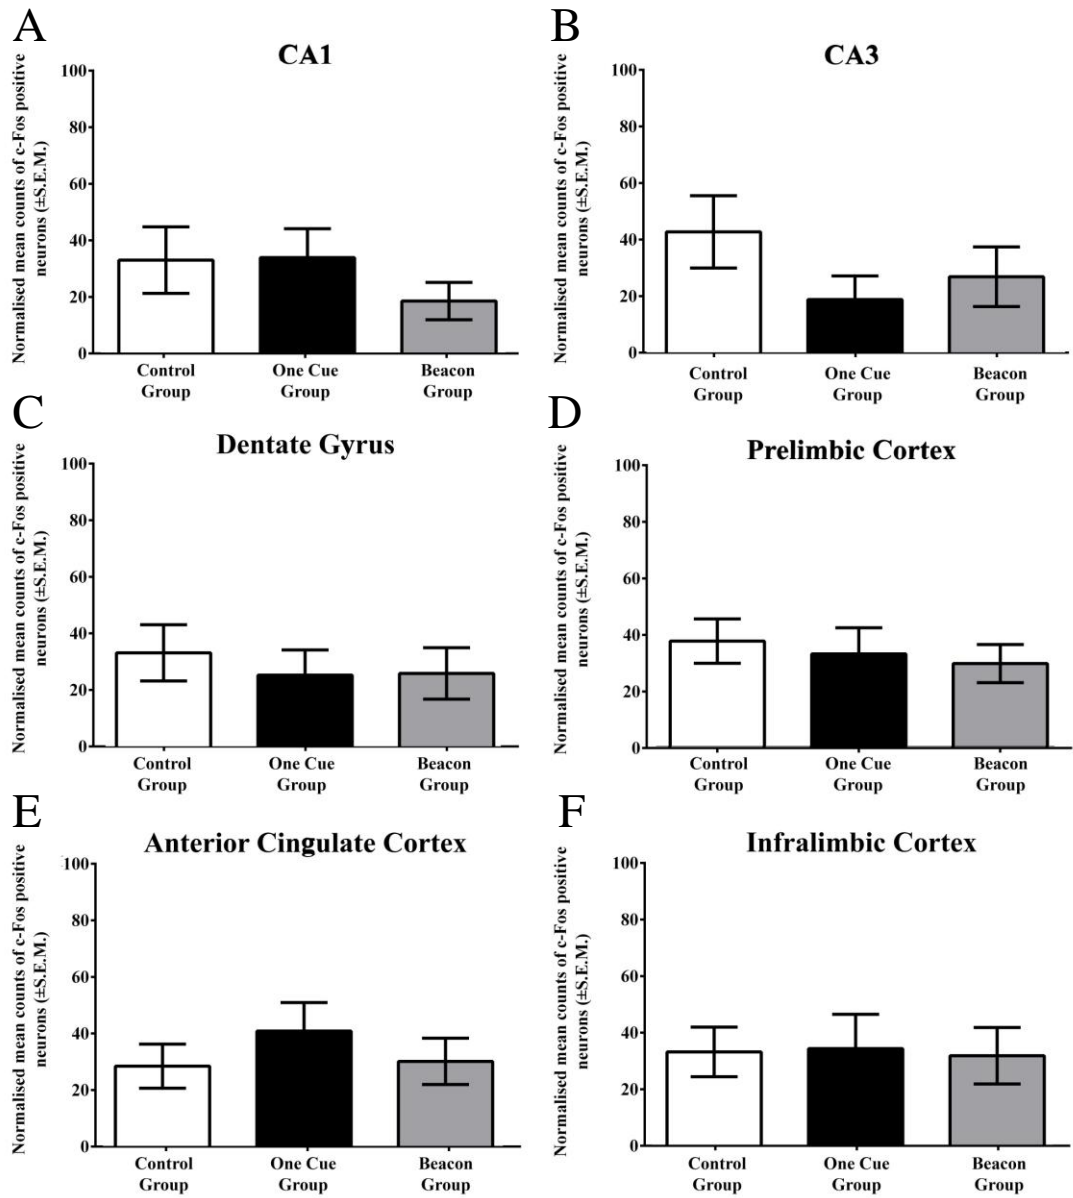 A
CA1
Normalised mean counts of c-Fos positive
neurons (±S.E.M.)
100
80
60
40
20
0
Control
Group
One Cue
Group
Beacon
Group
B
CA3
Normalised mean counts of c-Fos positive
neurons (±S.E.M.)
100
80
60
40
20
0
Control
Group
One Cue
Group
Beacon
Group
C
Dentate Gyrus
Normalised mean counts of c-Fos positive
neurons (±S.E.M.)
100
80
60
40
20
0
Control
Group
One Cue
Group
Beacon
Group
D
Prelimbic Cortex
Normalised mean counts of c-Fos positive
neurons (±S.E.M.)
100
80
60
40
20
0
Control
Group
One Cue
Group
Beacon
Group
E
Anterior Cingulate Cortex
Normalised mean counts of c-Fos positive
neurons (±S.E.M.)
100
80
60
40
20
0
Control
Group
One Cue
Group
Beacon
Group
F
Infralimbic Cortex
Normalised mean counts of c-Fos positive
neurons (±S.E.M.)
100
80
60
40
20
0
Control
Group
One Cue
Group
Beacon
Group